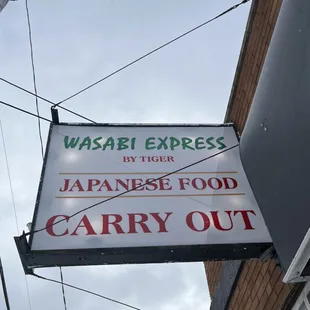 WASABI EXPRESS
BY TIGER
JAPANESE FOOD
CARRY OUT